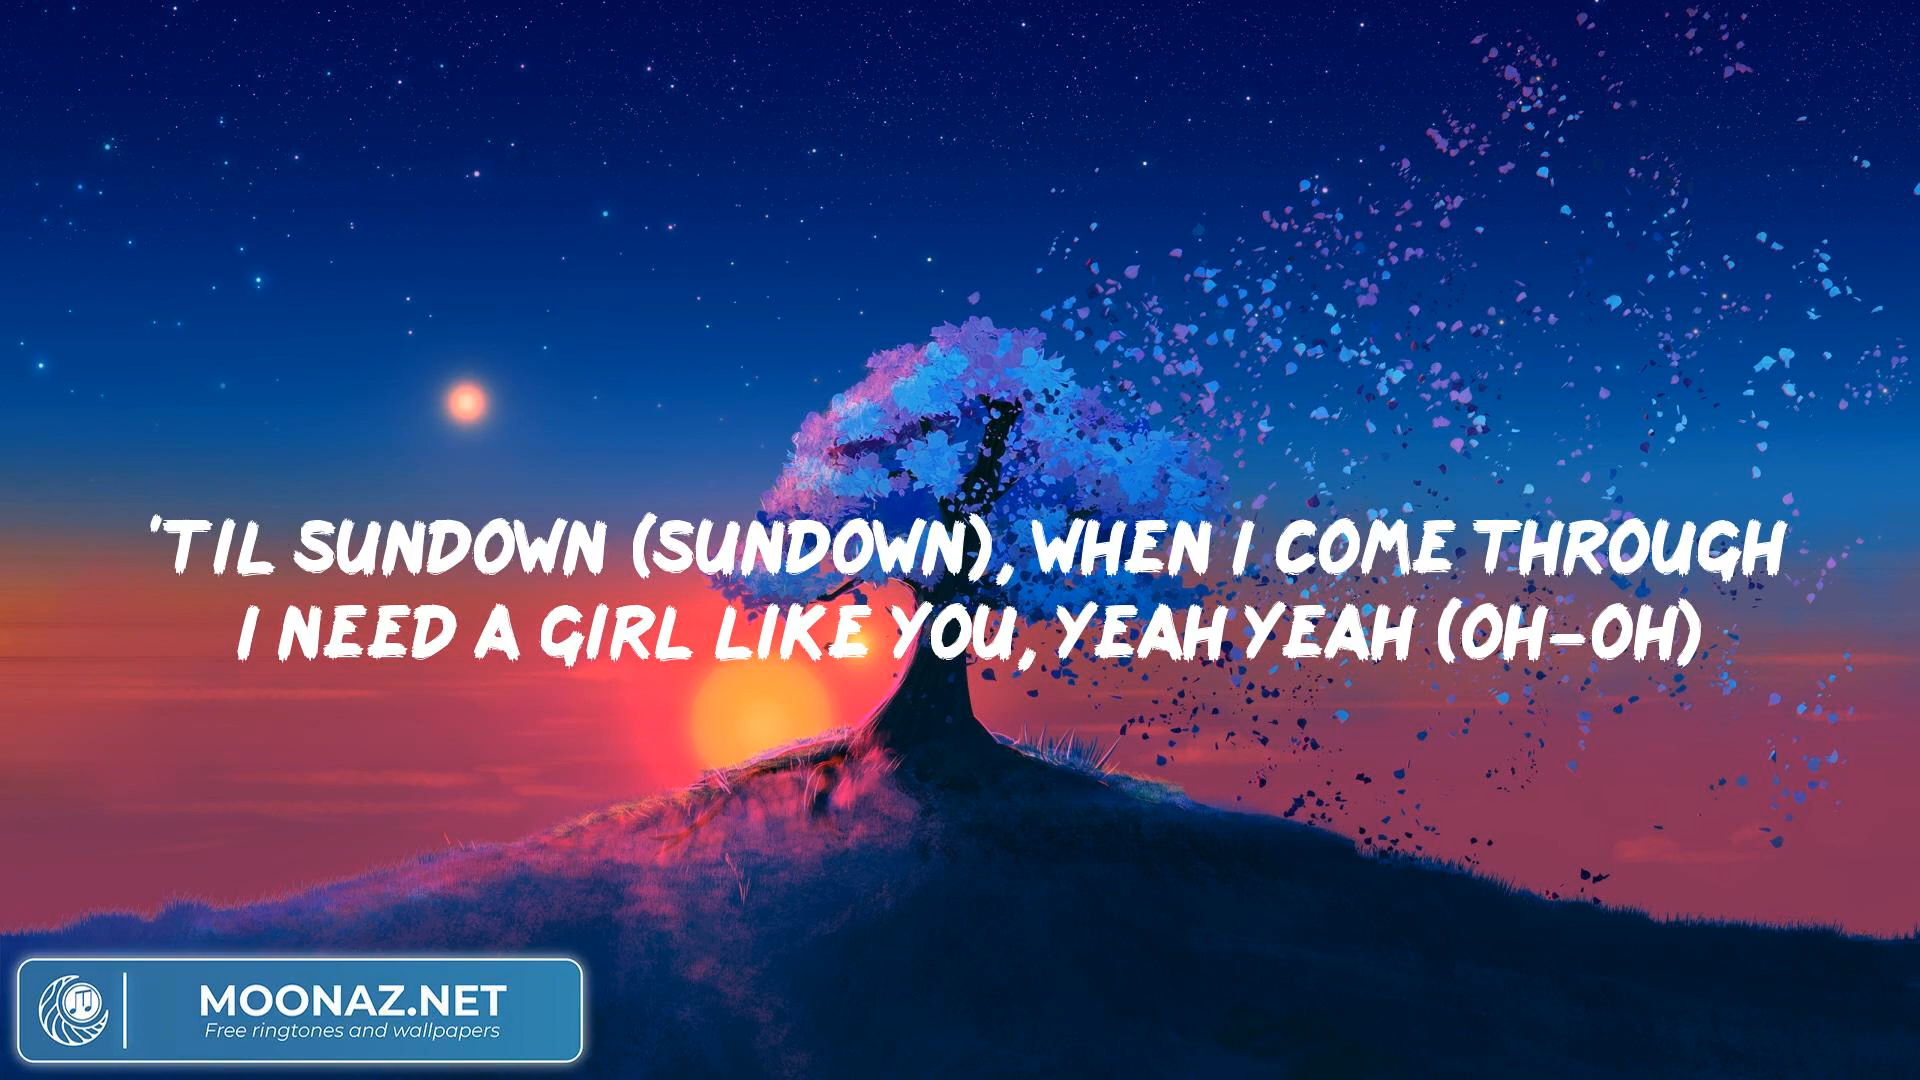 'TIL SUNDOWN (SUNDOWN), WHEN I COME THROUGH
I NEED A GIRL LIKE YOU, YEAH YEAH (OH-OH)
MOONAZ.NET
Free ringtones and wallpapers